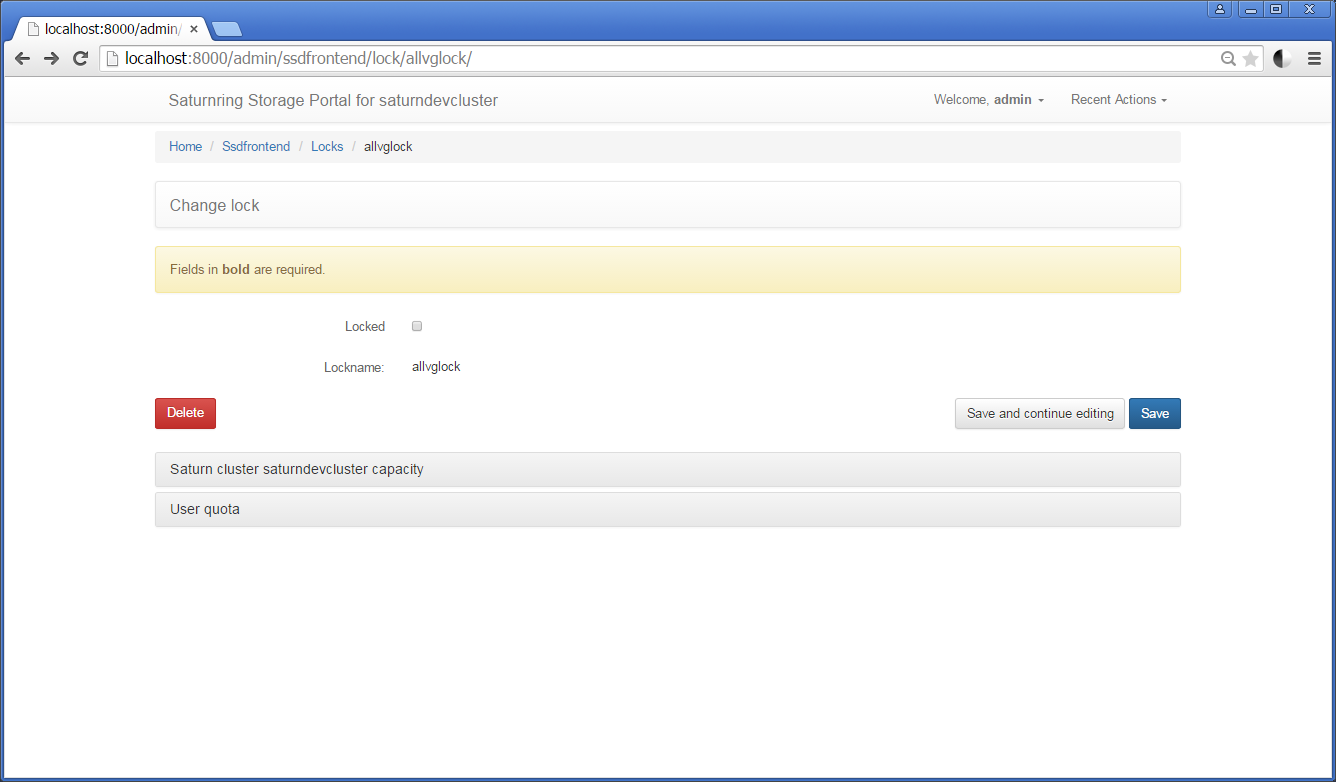 localhost:8000/admin/
localhost:8000/admin/ssdfrontend/lock/allvglock/
Saturnring Storage Portal for saturndevcluster Welcome, admin Recent Actions
Home / Ssdfrontend / Locks / allvglock
Change lock
Fields in bold are required.
Locked
Lockname: allvglock
Delete Save and continue editing Save
Saturn cluster saturndevcluster capacity
User quota